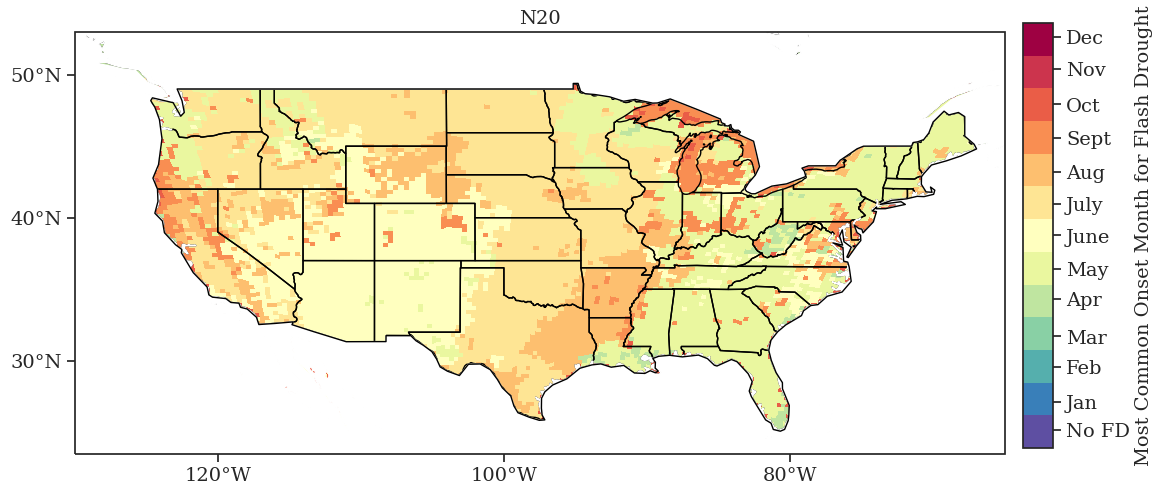 N20
50°N
40°N
30°N
120°W
100°W
80°W
Dec
Nov
Oct
Sept
Aug
July
June
May
Apr
Mar
Feb
Jan
No FD
Most Common Onset Month for Flash Drought